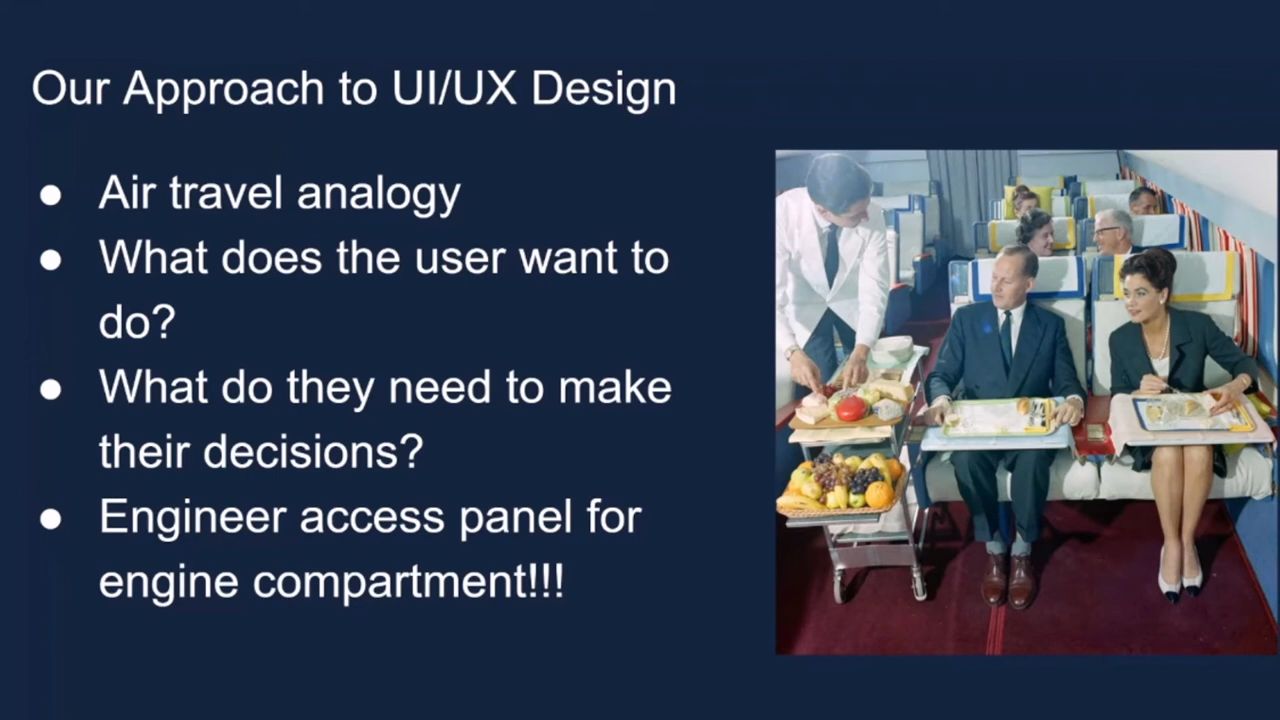 Our Approach to UI/UX Design
● Air travel analogy
● What does the user want to
do?
● What do they need to make
their decisions?
● Engineer access panel for
engine compartment!!!